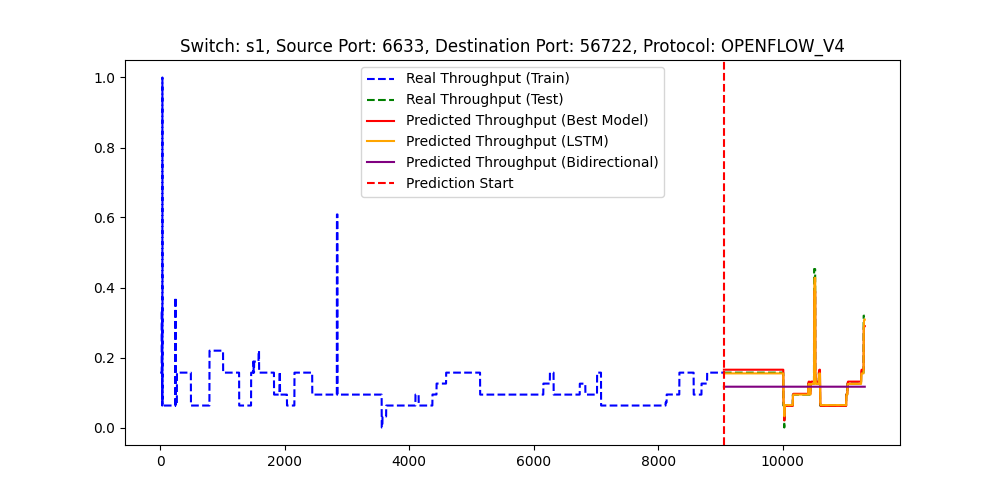 Switch: s1, Source Port: 6633, Destination Port: 56722, Protocol: OPENFLOW_V4
Real Throughput (Train)
Real Throughput (Test)
Predicted Throughput (Best Model)
Predicted Throughput (LSTM)
Predicted Throughput (Bidirectional)
Prediction Start
1.0
0.8
0.6
0.4
0.2
0.0
0 2000 4000 6000 8000 10000